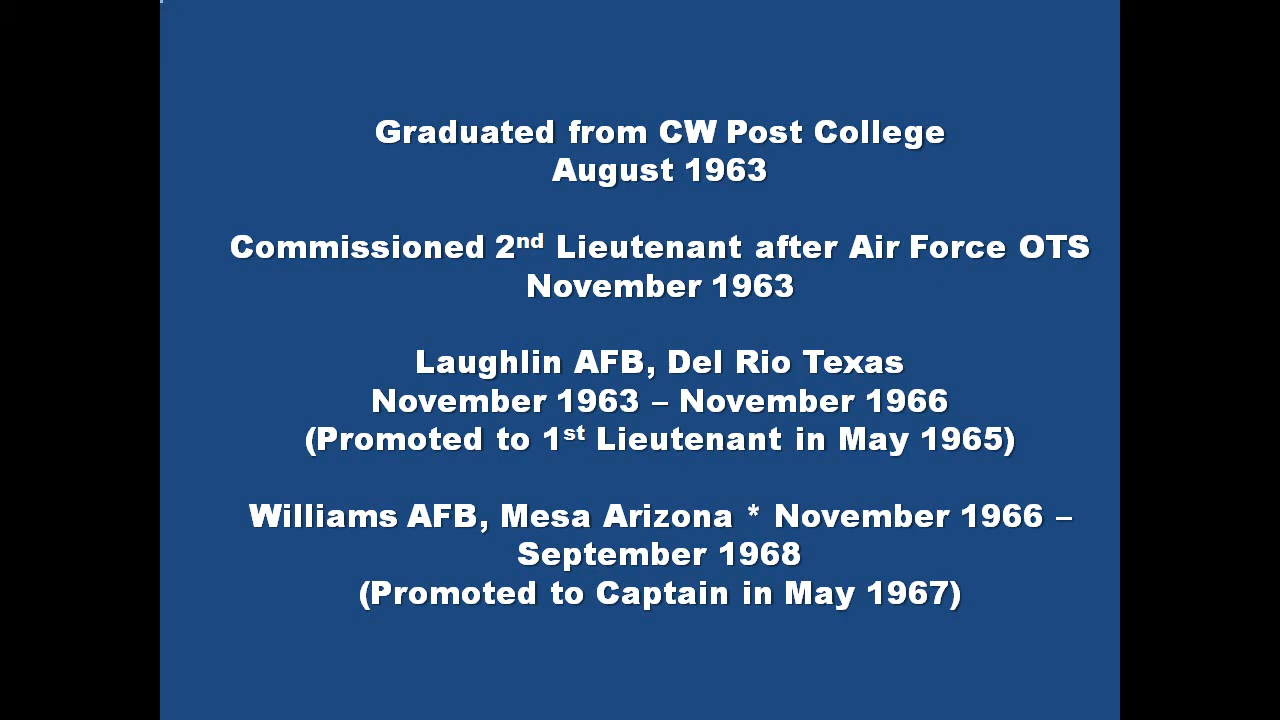 Graduated from CW Post College
August 1963
Commissioned 2nd Lieutenant after Air Force OTS
November 1963
Laughlin AFB, Del Rio Texas
November 1963 – November 1966
(Promoted to 1st Lieutenant in May 1965)
Williams AFB, Mesa Arizona * November 1966 –
September 1968
(Promoted to Captain in May 1967)